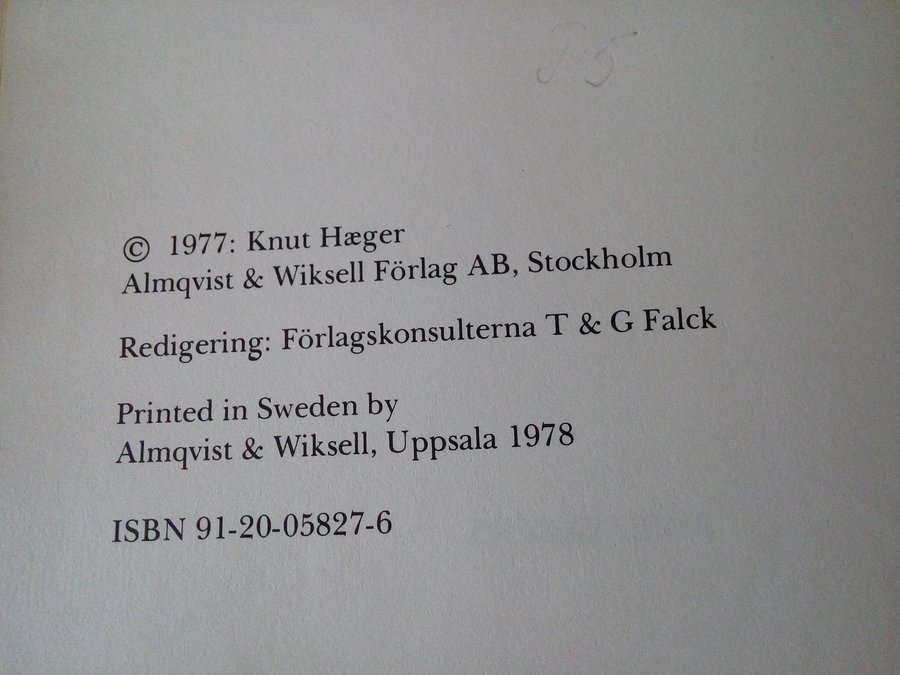 © 1977: Knut Hæger
Almqvist & Wiksell Förlag AB, Stockholm
Redigering: Förlagskonsulterna T & G Falck
Printed in Sweden by
Almqvist & Wiksell, Uppsala 1978
ISBN 91-20-05827-6